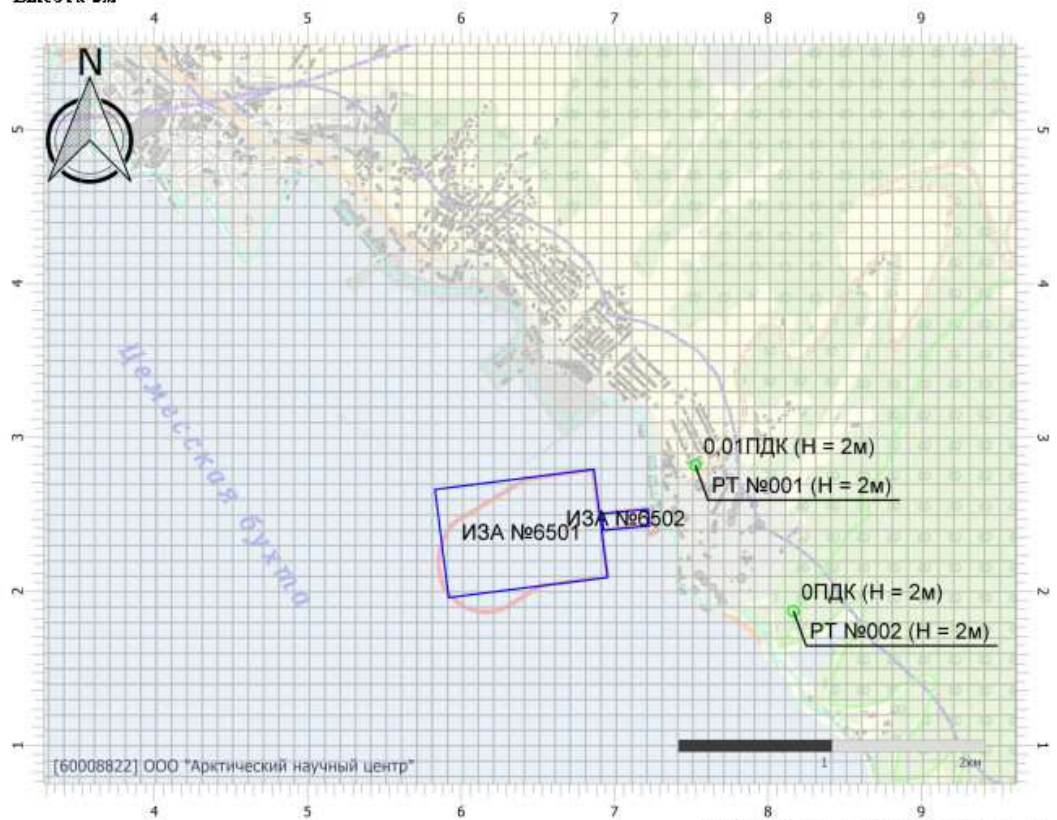 4 5 6 7 8 9
N
5 5
4 4
Цемесская бухта
3 3
0,01ПДК (Н = 2м)
РТ №001 (Н = 2м)
ИЗА №6502
ИЗА №6501
2 2
0ПДК (Н = 2м)
РТ №002 (Н = 2м)
1 1
1 2км
[60008822] ООО "Арктический научный центр"
4 5 6 7 8 9